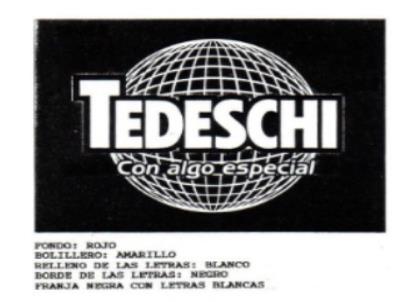 TEDESCHI
Con algo especial
FONDO: ROJO
BOLILLERO: AMARILLO
RELLENO DE LAS LETRAS: BLANCO
BORDE DE LAS LETRAS: NEGRO
FRANJA NEGRA CON LETRAS BLANCAS